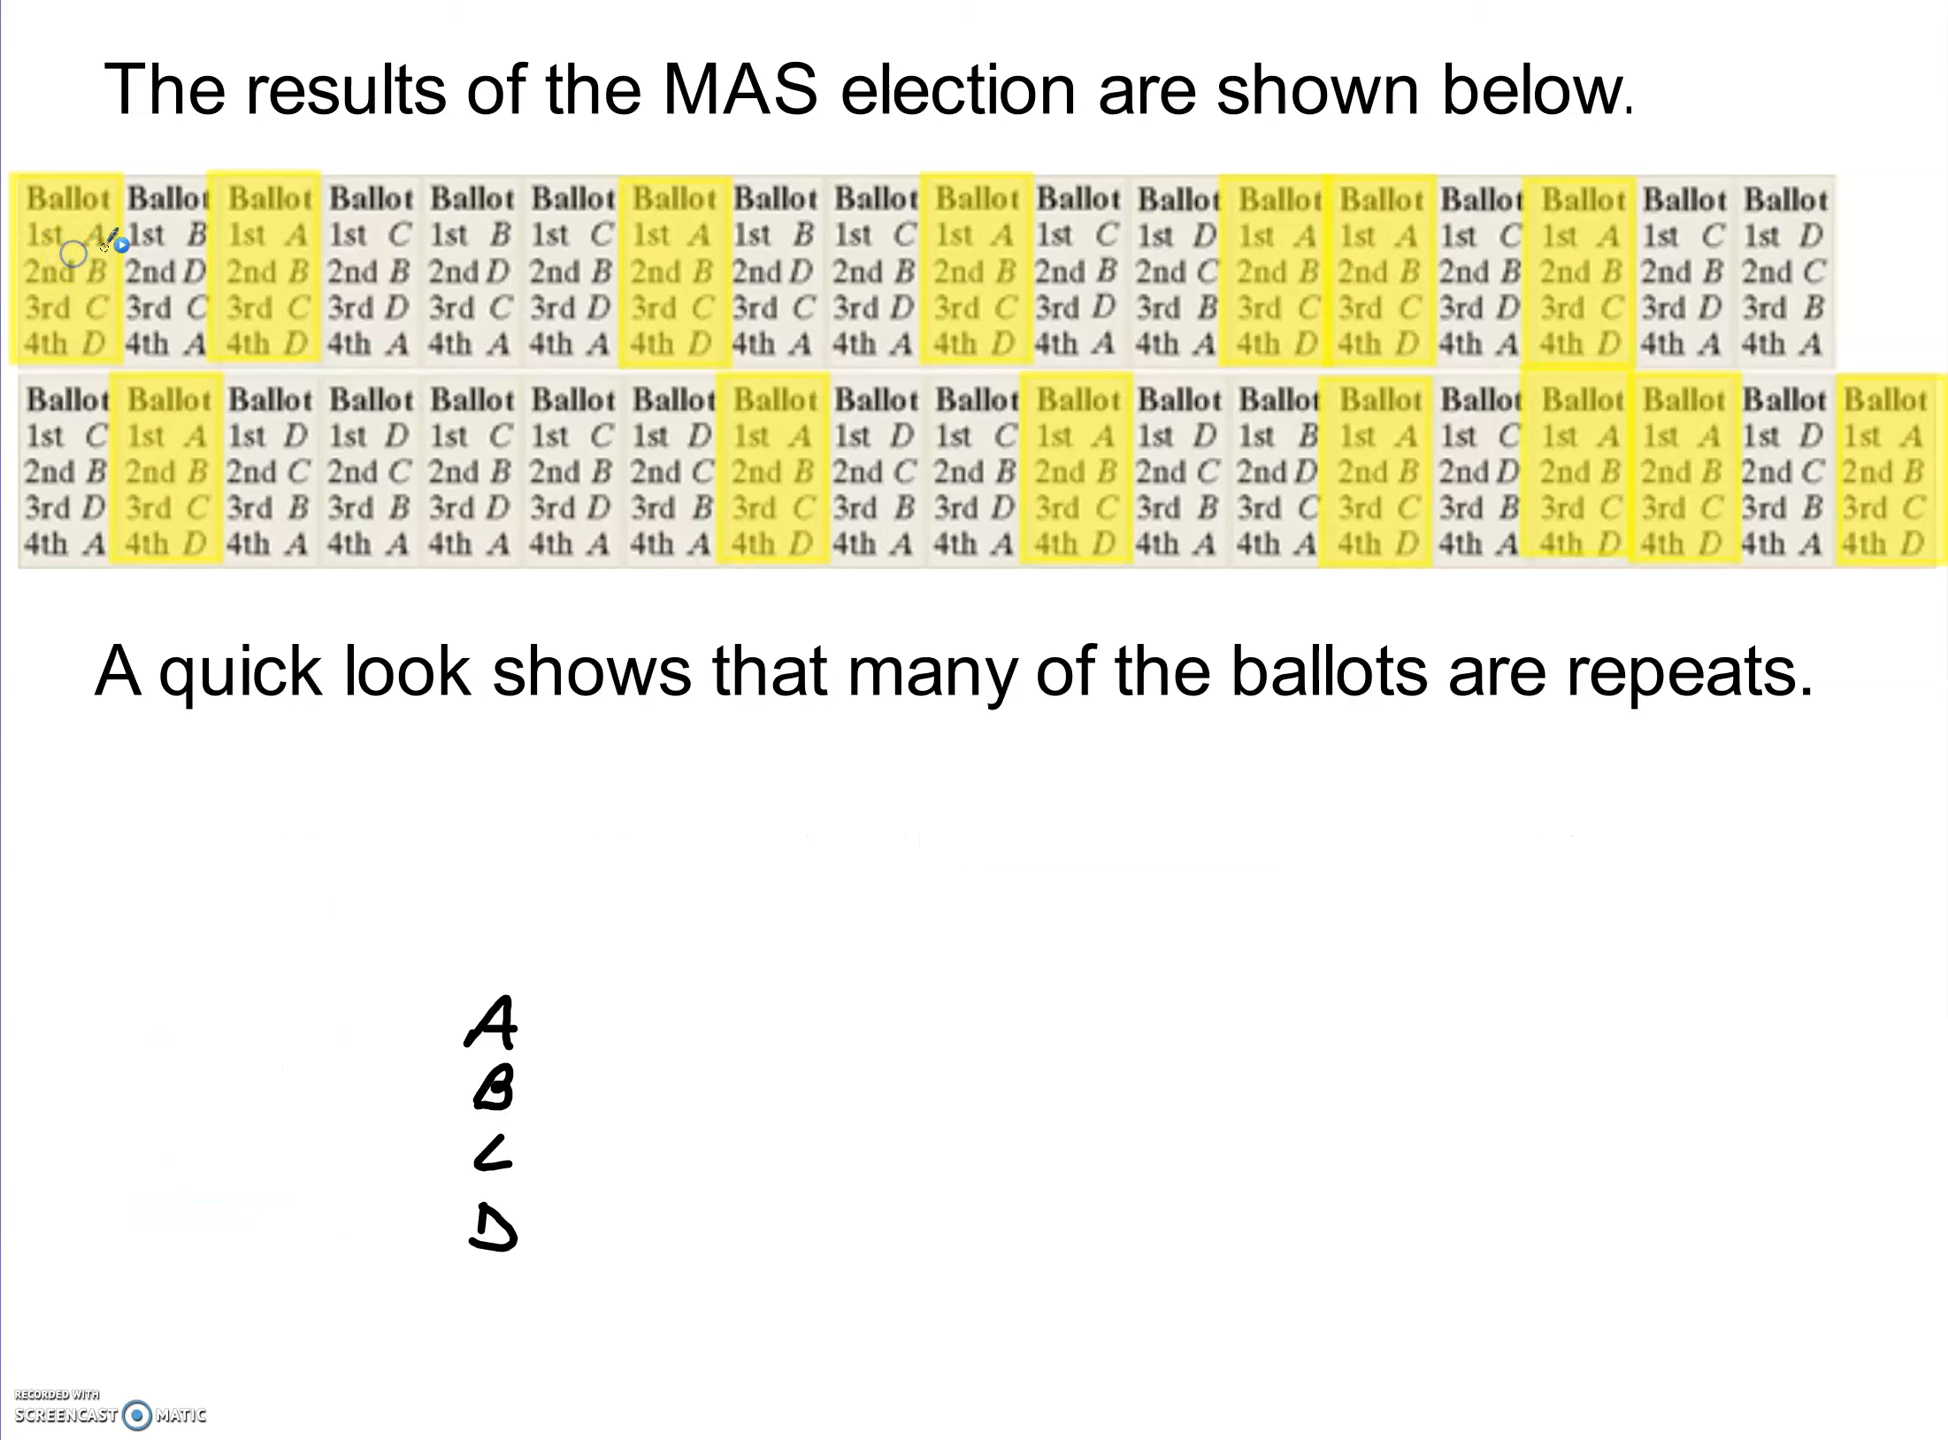 The results of the MAS election are shown below.
Ballot Ballot Ballot Ballot Ballot Ballot Ballot Ballot Ballot Ballot Ballot Ballot Ballot Ballot Ballot Ballot Ballot Ballot
1st A 1st B 1st A 1st C 1st B 1st C 1st A 1st B 1st C 1st A 1st C 1st D 1st A 1st A 1st C 1st A 1st C 1st D
2nd B 2nd D 2nd B 2nd B 2nd D 2nd B 2nd B 2nd D 2nd B 2nd B 2nd B 2nd C 2nd B 2nd B 2nd B 2nd B 2nd B 2nd C
3rd C 3rd C 3rd C 3rd D 3rd C 3rd D 3rd C 3rd C 3rd D 3rd C 3rd D 3rd B 3rd C 3rd C 3rd D 3rd C 3rd D 3rd B
4th D 4th A 4th D 4th A 4th A 4th A 4th D 4th A 4th A 4th D 4th A 4th A 4th D 4th D 4th A 4th D 4th A 4th A
Ballot Ballot Ballot Ballot Ballot Ballot Ballot Ballot Ballot Ballot Ballot Ballot Ballot Ballot Ballot Ballot Ballot Ballot Ballot
1st C 1st A 1st D 1st D 1st C 1st C 1st D 1st A 1st D 1st C 1st A 1st D 1st B 1st A 1st C 1st A 1st A 1st D 1st A
2nd B 2nd B 2nd C 2nd C 2nd B 2nd B 2nd C 2nd B 2nd C 2nd B 2nd B 2nd C 2nd D 2nd B 2nd D 2nd B 2nd B 2nd C 2nd B
3rd D 3rd C 3rd B 3rd B 3rd D 3rd D 3rd B 3rd C 3rd B 3rd D 3rd C 3rd B 3rd C 3rd C 3rd B 3rd C 3rd C 3rd B 3rd C
4th A 4th D 4th A 4th A 4th A 4th A 4th A 4th D 4th A 4th A 4th D 4th A 4th A 4th D 4th A 4th D 4th D 4th A 4th D
A quick look shows that many of the ballots are repeats.
A
B
C
D
RECORDED WITH
SCREENCAST MATIC